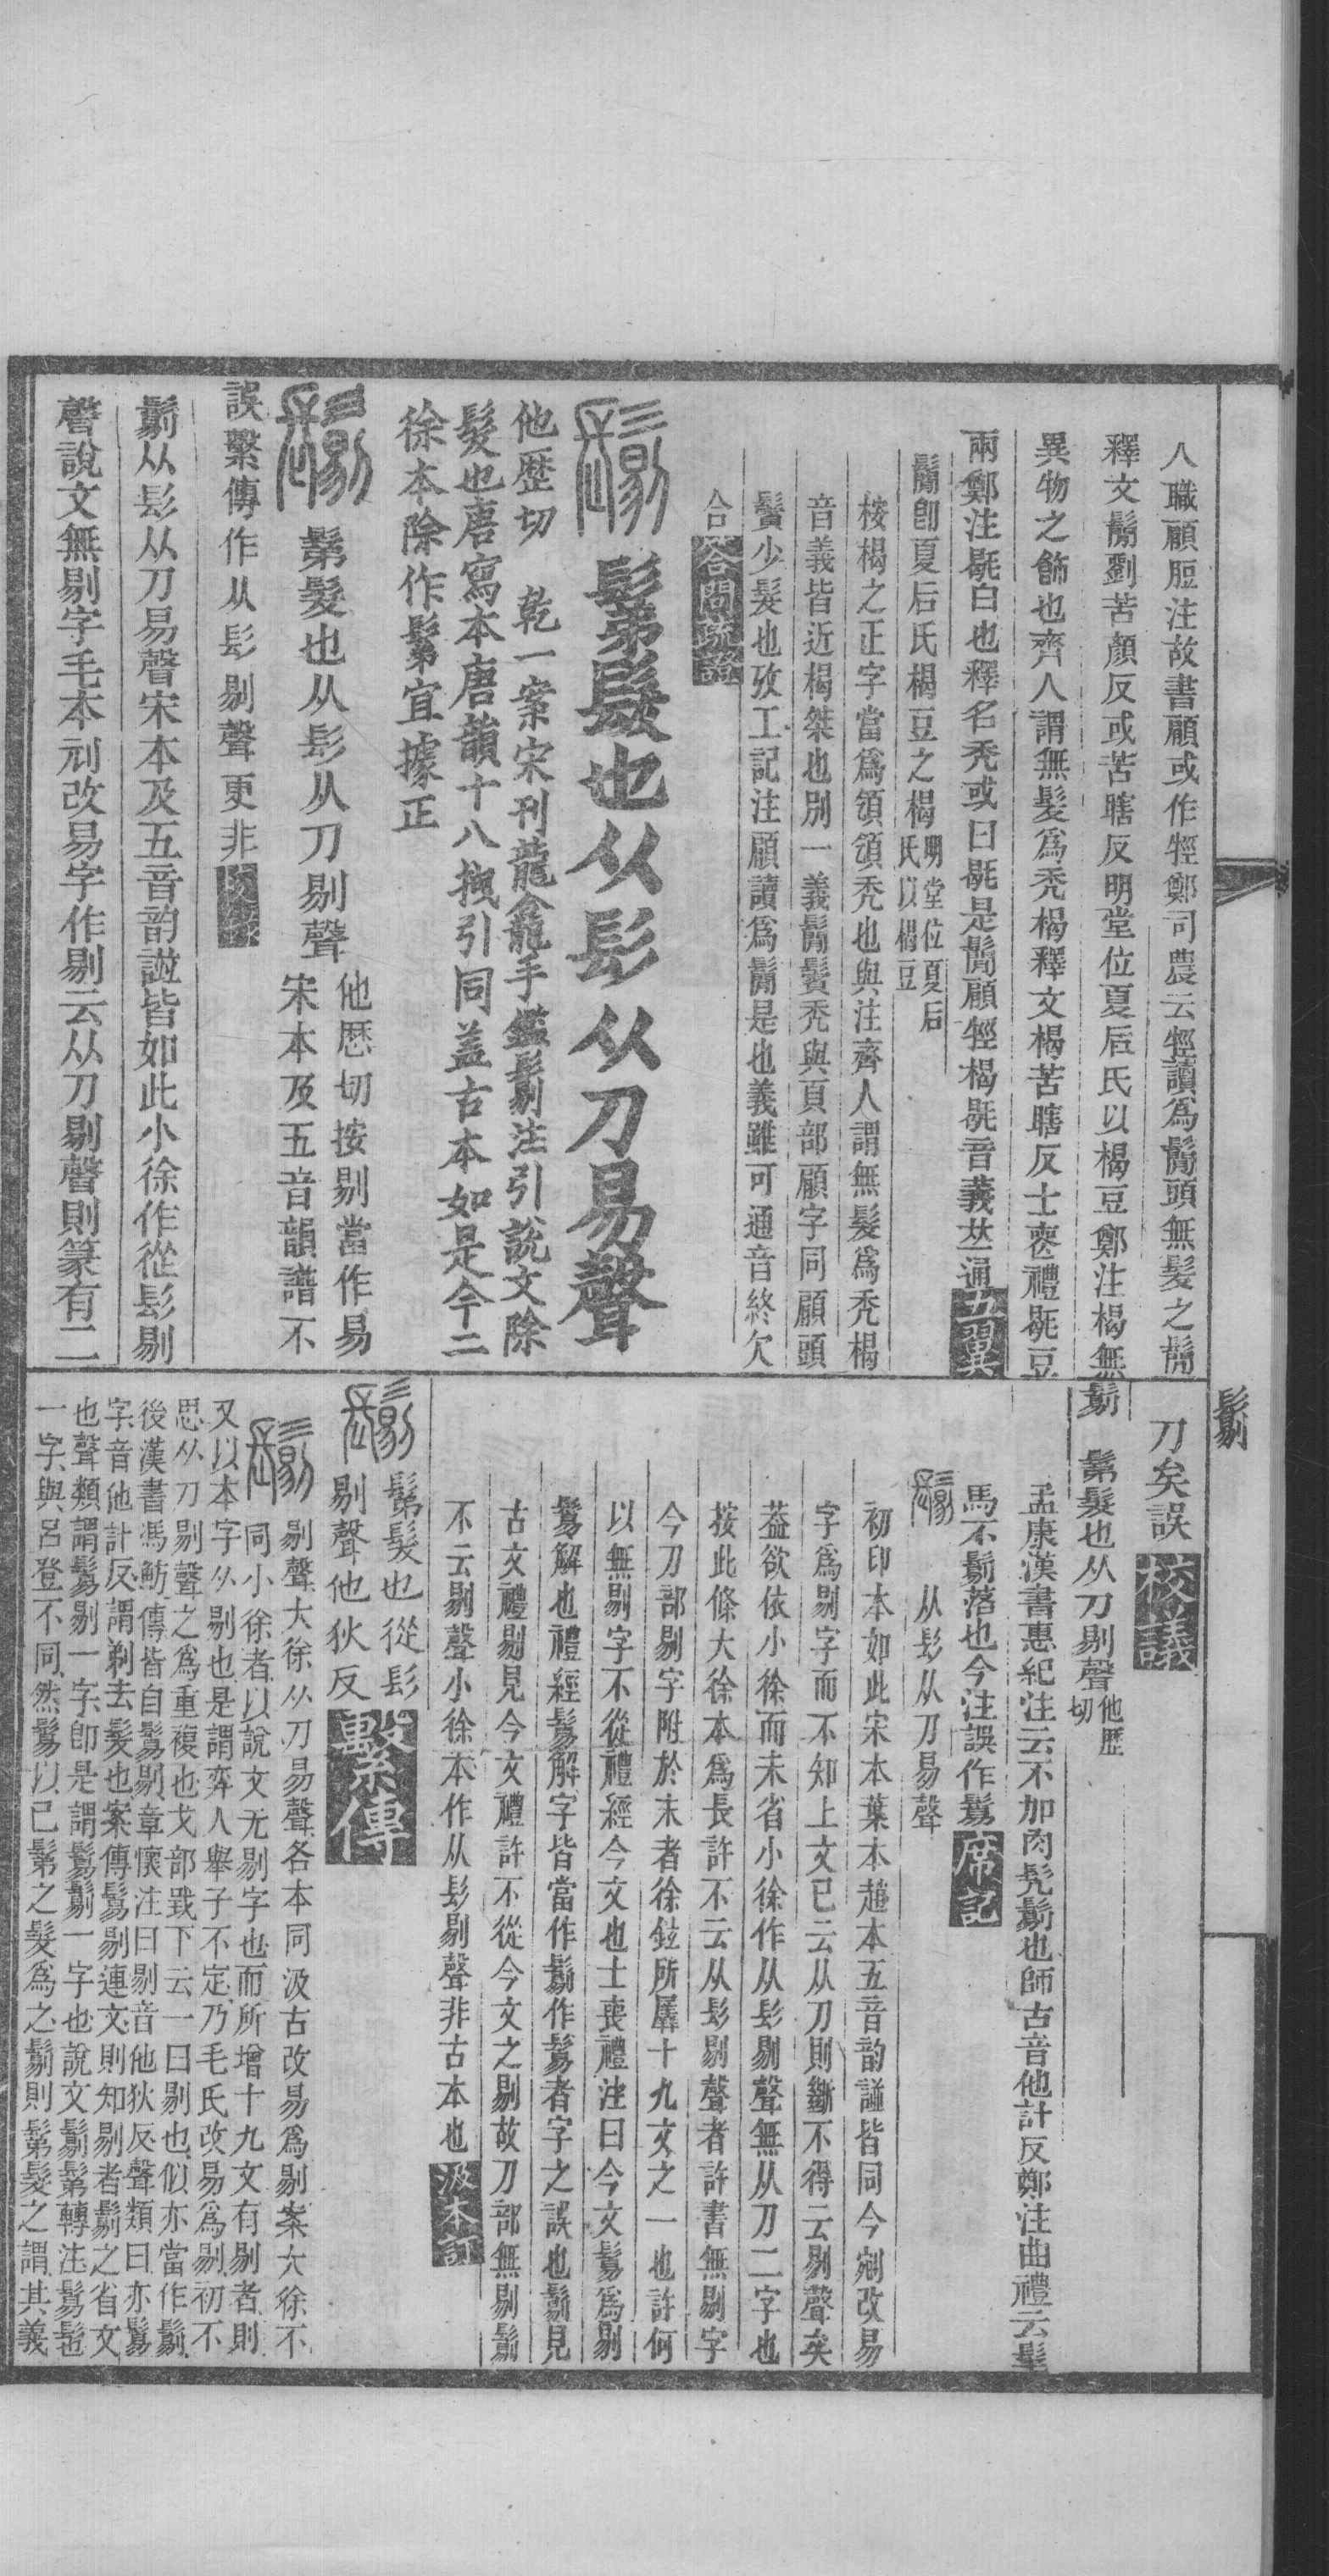 人職顧脰注故書顧或作牼鄭司農云牼讀爲鬜頭無髮之鬜
釋文鬜劉苦顏反或苦瞎反明堂位夏后氏以楬豆鄭注楬無
異物之飾也齊人謂無髮爲禿楬釋文楬苦瞎反士喪禮毼豆
兩鄭注毼白也釋名禿或曰毼是鬜顧牼楬毼音義𠀤通
鬜卽夏后氏楬豆之楬明堂位夏后
氏以楬豆
桉楬之正字當爲頜頜禿也與注齊人謂無髮爲禿楬
音義皆近楬桀也別一義鬜鬢禿與頁部顧字同顧頭
鬢少髮也攷工記注顧讀爲鬜是也義雖可通音終欠
合答問疏證
鬀髮也从髟从刀易聲
他歷切 乾一案宋刊龍龕手鑑鬄注引說文除
髮也唐寫本唐韻十八搊引同蓋古本如是今二
徐本除作鬀宜據正
鬀髮也从髟从刀剔聲
他歷切按剔當作易
宋本及五音韻譜不
誤繫傳作从髟剔聲更非
鬄从髟从刀易聲宋本及五音韵譜皆如此小徐作從髟剔
聲說文無剔字毛本刓改易字作剔云从刀剔聲則篆有二
鬄
刀矣誤校議
鬄 鬀髮也从刀剔聲他歷
切
孟康漢書惠紀注云不加肉髡鬄也師古音他計反鄭注曲禮云髦
馬不鬄落也今注誤作鬄席記
从髟从刀易聲
初印本如此宋本葉本趙本五音韵譜皆同今剜改易
字爲剔字而不知上文已云从刀則斷不得云剔聲矣
葢欲依小徐而未省小徐作从髟剔聲無从刀二字也
按此條大徐本爲長許不云从髟剔聲者許書無剔字
今刀部剔字附於末者徐鉉所羼十九文之一也許何
以無剔字不從禮經今文也士喪禮注曰今文鬄爲剔
鬄解也禮經鬄解字皆當作鬄作鬄者字之誤也鬄見
古文禮剔見今文禮許不從今文之剔故刀部無剔鬄
不云剔聲小徐本作从髟剔聲非古本也汲本訂
鬀髮也從髟
剔聲他狄反繫傳
剔聲大徐从刀易聲各本同汲古改易爲剔案大徐不
同小徐者以說文无剔字也而所增十九文有剔者則
又以本字从剔也是謂弈人舉子不定乃毛氏改易爲剔初不
思从刀剔聲之爲重複也戈部戬下云一曰剔也似亦當作鬄
後漢書馮魴傳皆自鬄剔章懷注曰剔音他狄反聲類曰亦鬄
字音他計反謂剃去髮也案傳鬄剔連文則知剔者鬄之省文
也聲類謂鬄剔一字卽是謂鬄鬄一字也說文鬄鬀轉注鬄髢
一字與呂登不同然鬄以已鬀之髮爲之鬄則鬀髮之謂其義